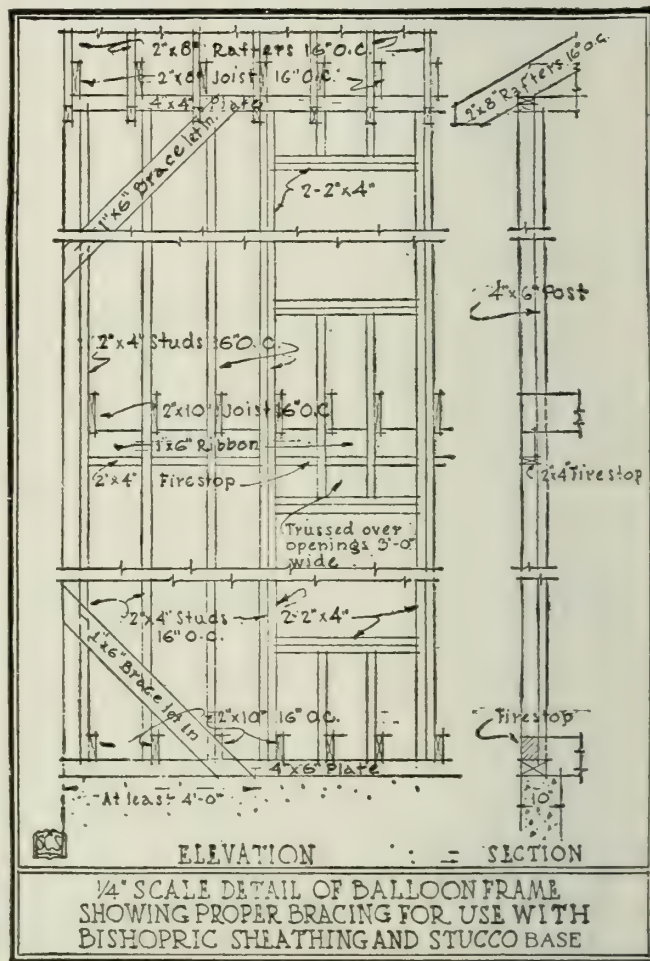 2"x8" Rafters 16"O.C.
2"x8" Joist 16"O.C.
4"x4" Plate
1"x6" Brace let in.
2-2"x4"
2"x8" Rafters 16"O.C.
4"x6" Post
2"x4" Studs 16"O.C.
2"x10" Joist 16"O.C
1"x6" Ribbon
2"x4" Firestop
2"x4" Firestop
Trussed over
openings 3'-0"
wide
2"x4" Studs
16"O.C.
2-2"x4"
1"x6" Brace let in
2"x10" 16"O.C.
Firestop
4"x6" Plate
At least 4'-0"
10"
ELEVATION
SECTION
1/4" SCALE DETAIL OF BALLOON FRAME
SHOWING PROPER BRACING FOR USE WITH
BISHOPRIC SHEATHING AND STUCCO BASE